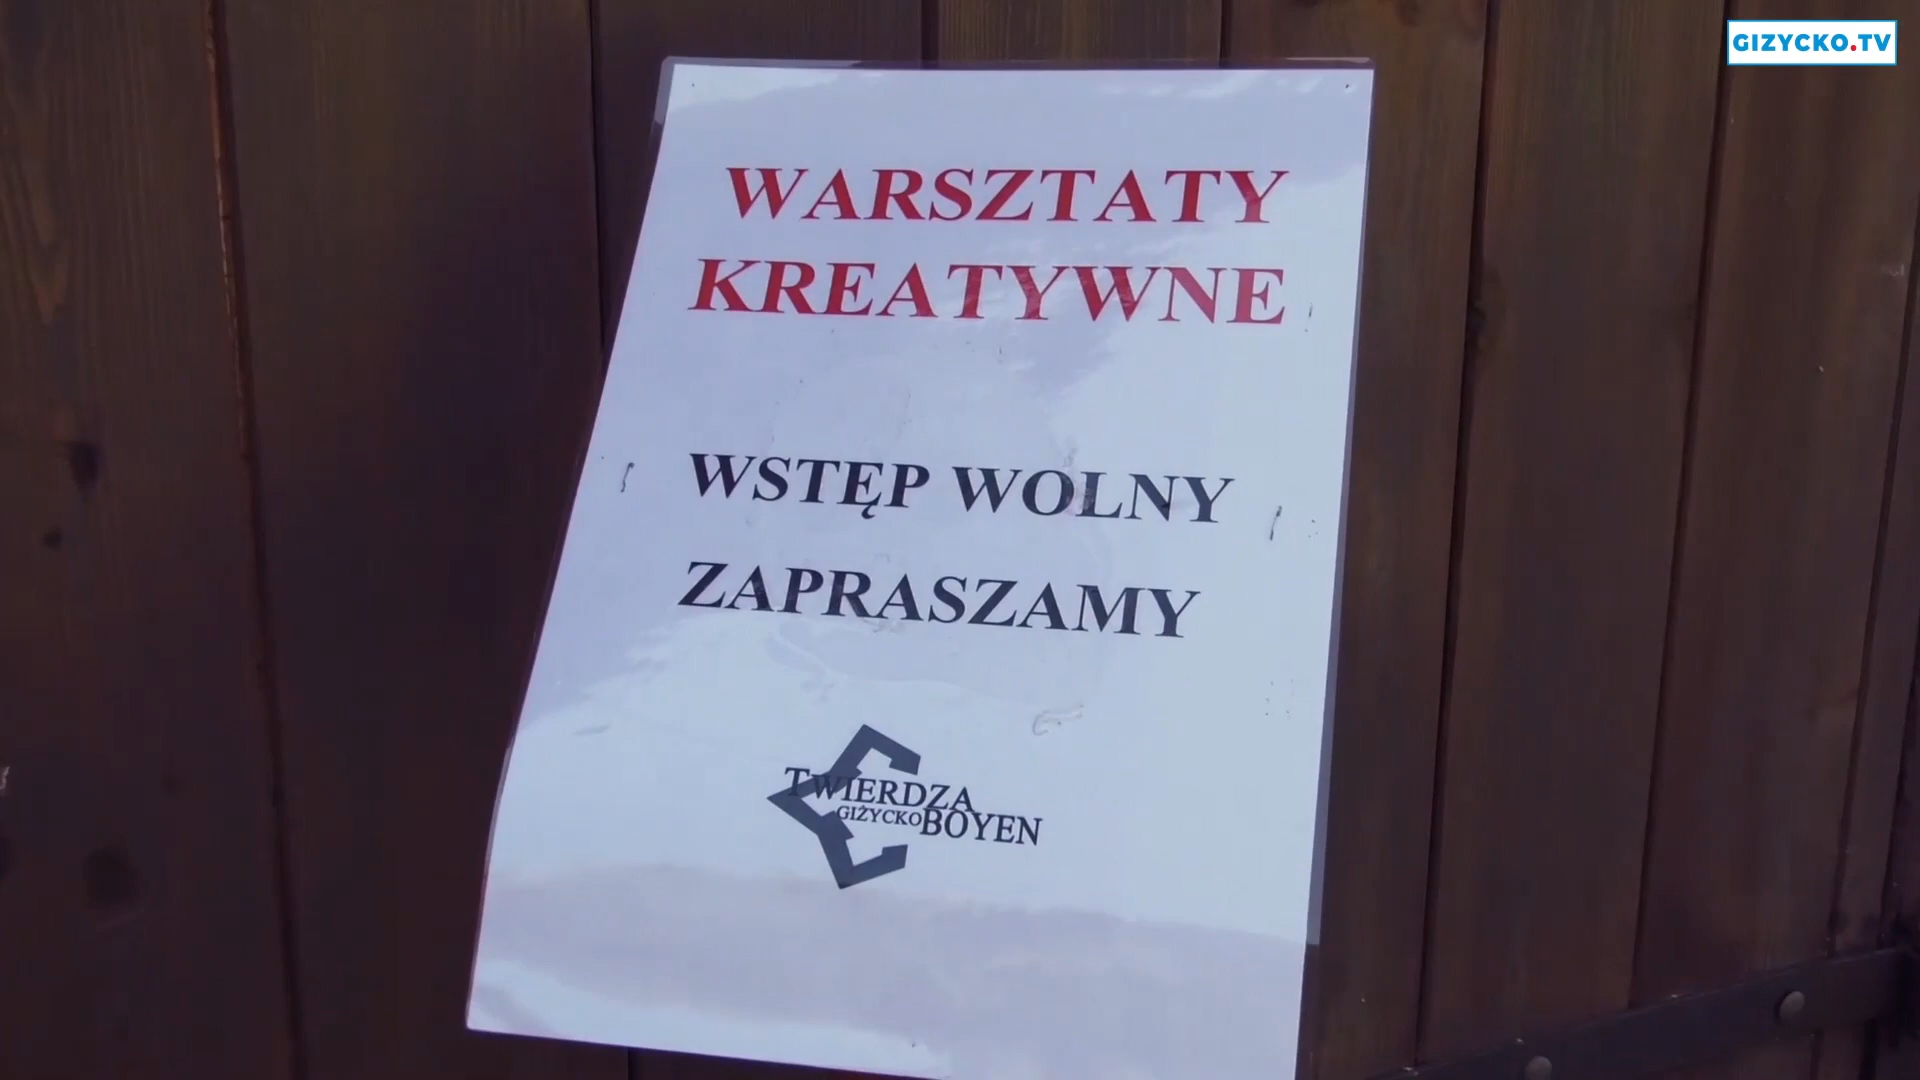 GIZYCKO.TV
WARSZTATY
KREATYWNE
WSTĘP WOLNY
ZAPRASZAMY
TWIERDZA
GIŻYCKO BOYEN